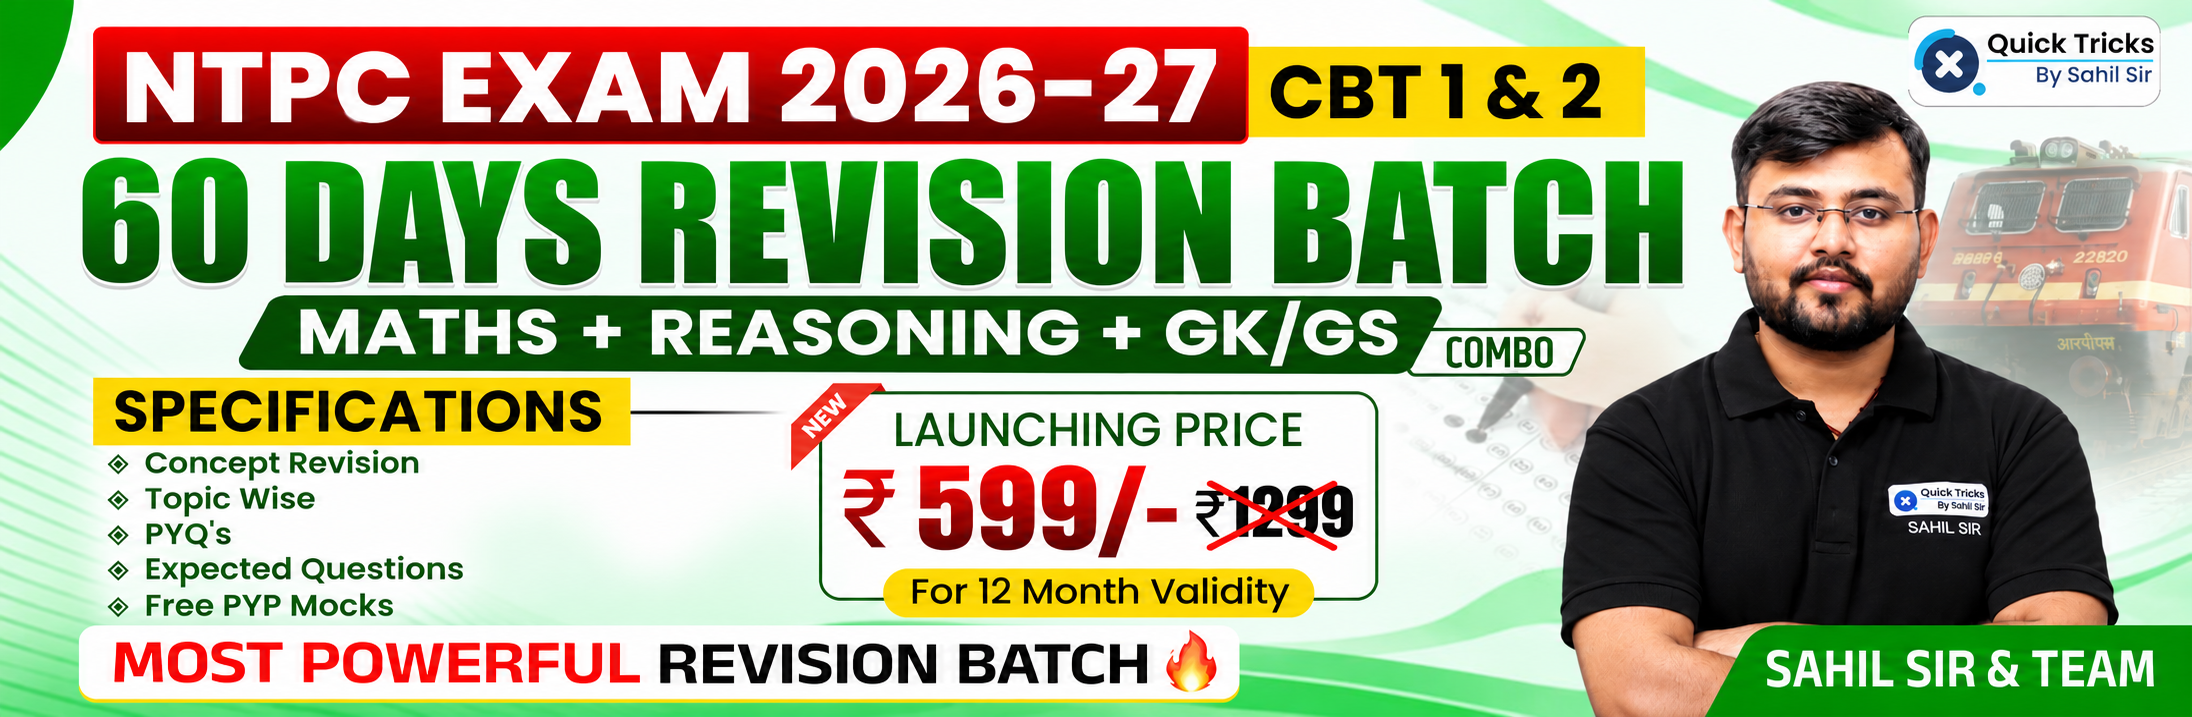 NTPC EXAM 2026-27
CBT 1 & 2
Quick Tricks
By Sahil Sir
60 DAYS REVISION BATCH
MATHS + REASONING + GK/GS
COMBO
SPECIFICATIONS
Concept Revision
Topic Wise
PYQ's
Expected Questions
Free PYP Mocks
NEW
LAUNCHING PRICE
₹ 599/- ₹1299
For 12 Month Validity
MOST POWERFUL REVISION BATCH
22820
आरपीएम
Quick Tricks
By Sahil Sir
SAHIL SIR
SAHIL SIR & TEAM